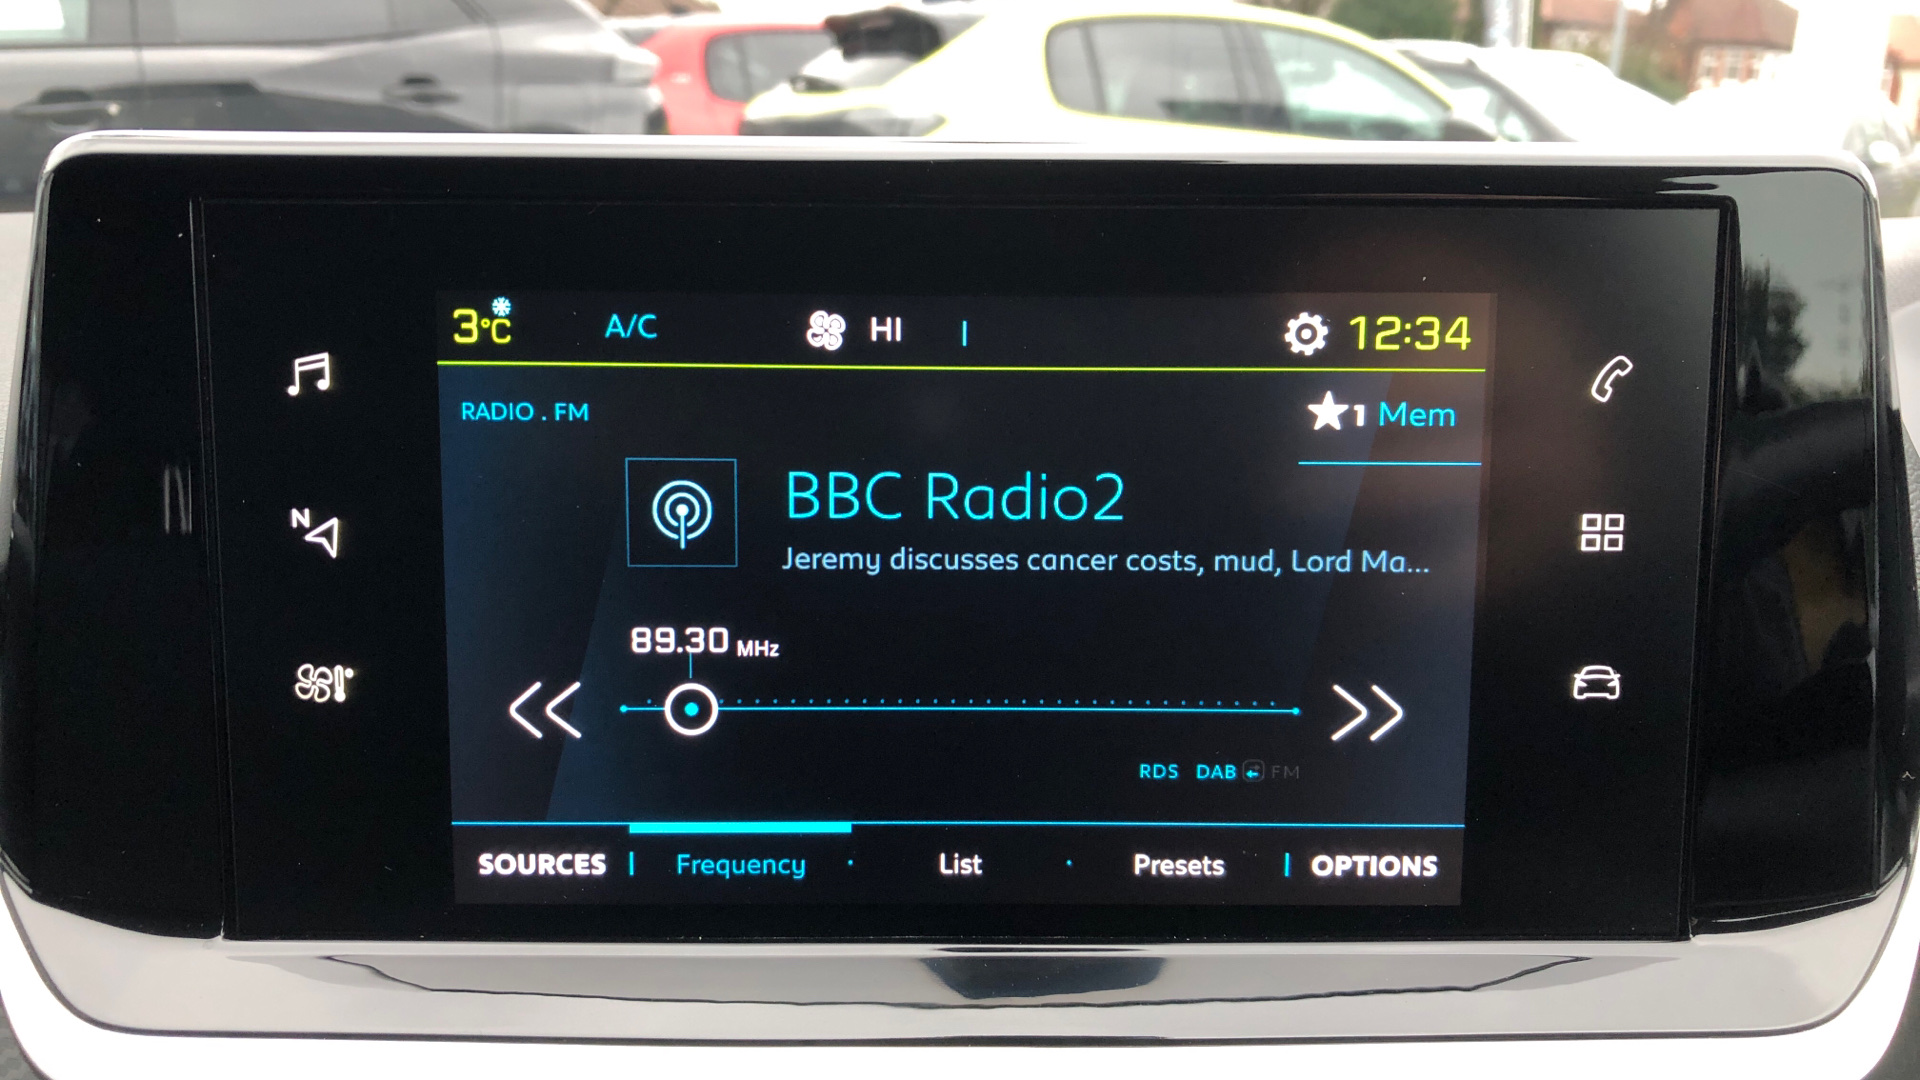 3°C A/C HI 12:34
RADIO . FM
1 Mem
BBC Radio2
Jeremy discusses cancer costs, mud, Lord Ma...
89.30 MHz
N
RDS DAB FM
SOURCES Frequency List Presets OPTIONS